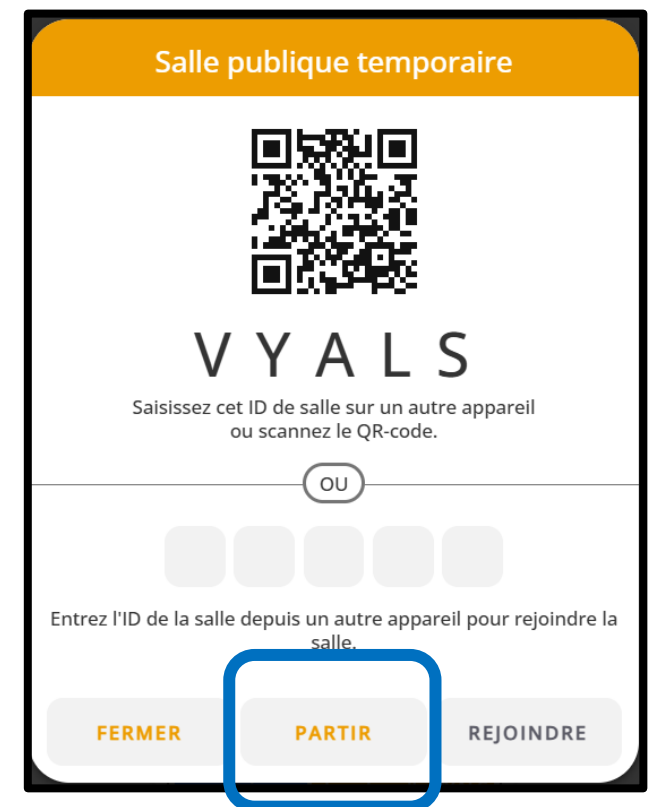 Salle publique temporaire
VYALS
Saisissez cet ID de salle sur un autre appareil
ou scannez le QR-code.
OU
Entrez l'ID de la salle depuis un autre appareil pour rejoindre la
salle.
FERMER PARTIR REJOINDRE